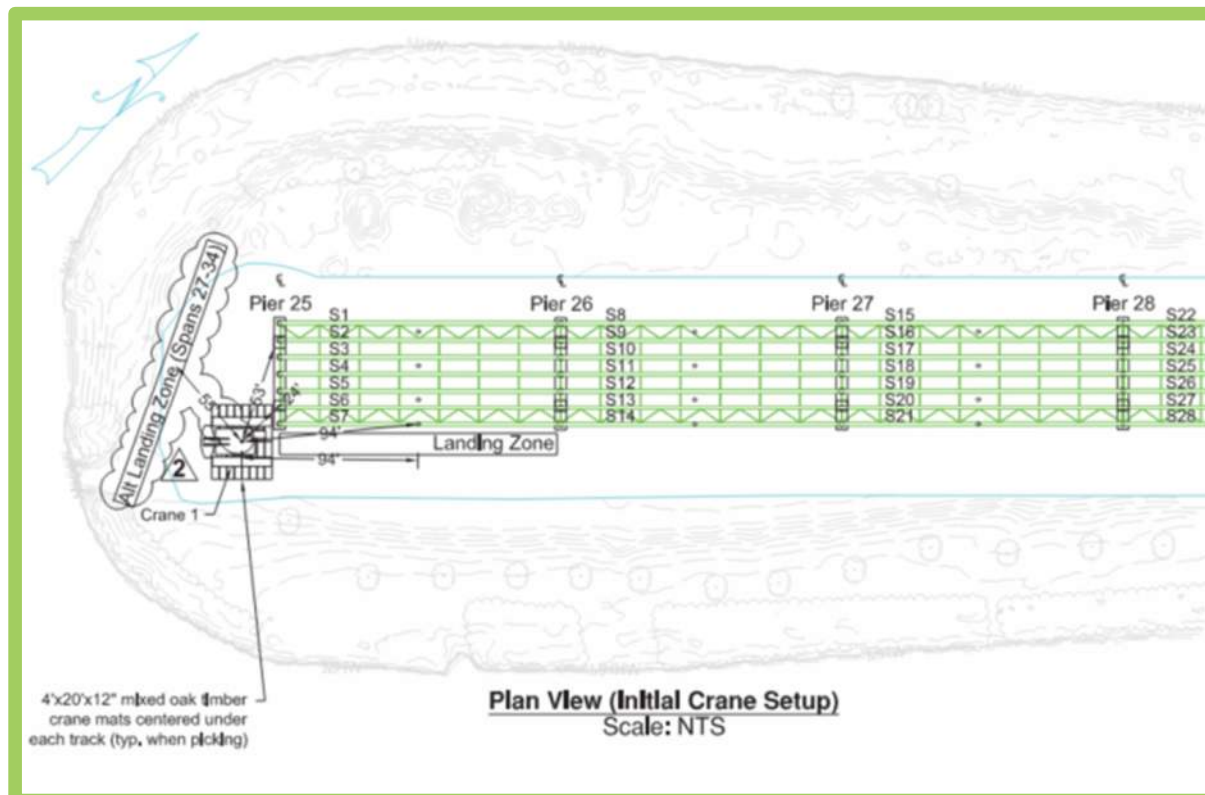 ℄
℄
℄
℄
Pier 25
Pier 26
Pier 27
Pier 28
S1
S8
S15
S22
S2
S9
S16
S23
S3
S10
S17
S24
S4
S11
S18
S25
S5
S12
S19
S26
S6
S13
S20
S27
S7
S14
S21
S28
Alt Landing Zone (Spans 27-34)
94'
94'
Landing Zone
2
Crane 1
4'x20'x12" mixed oak timber
crane mats centered under
each track (typ. when picking)
Plan View (Initial Crane Setup)
Scale: NTS